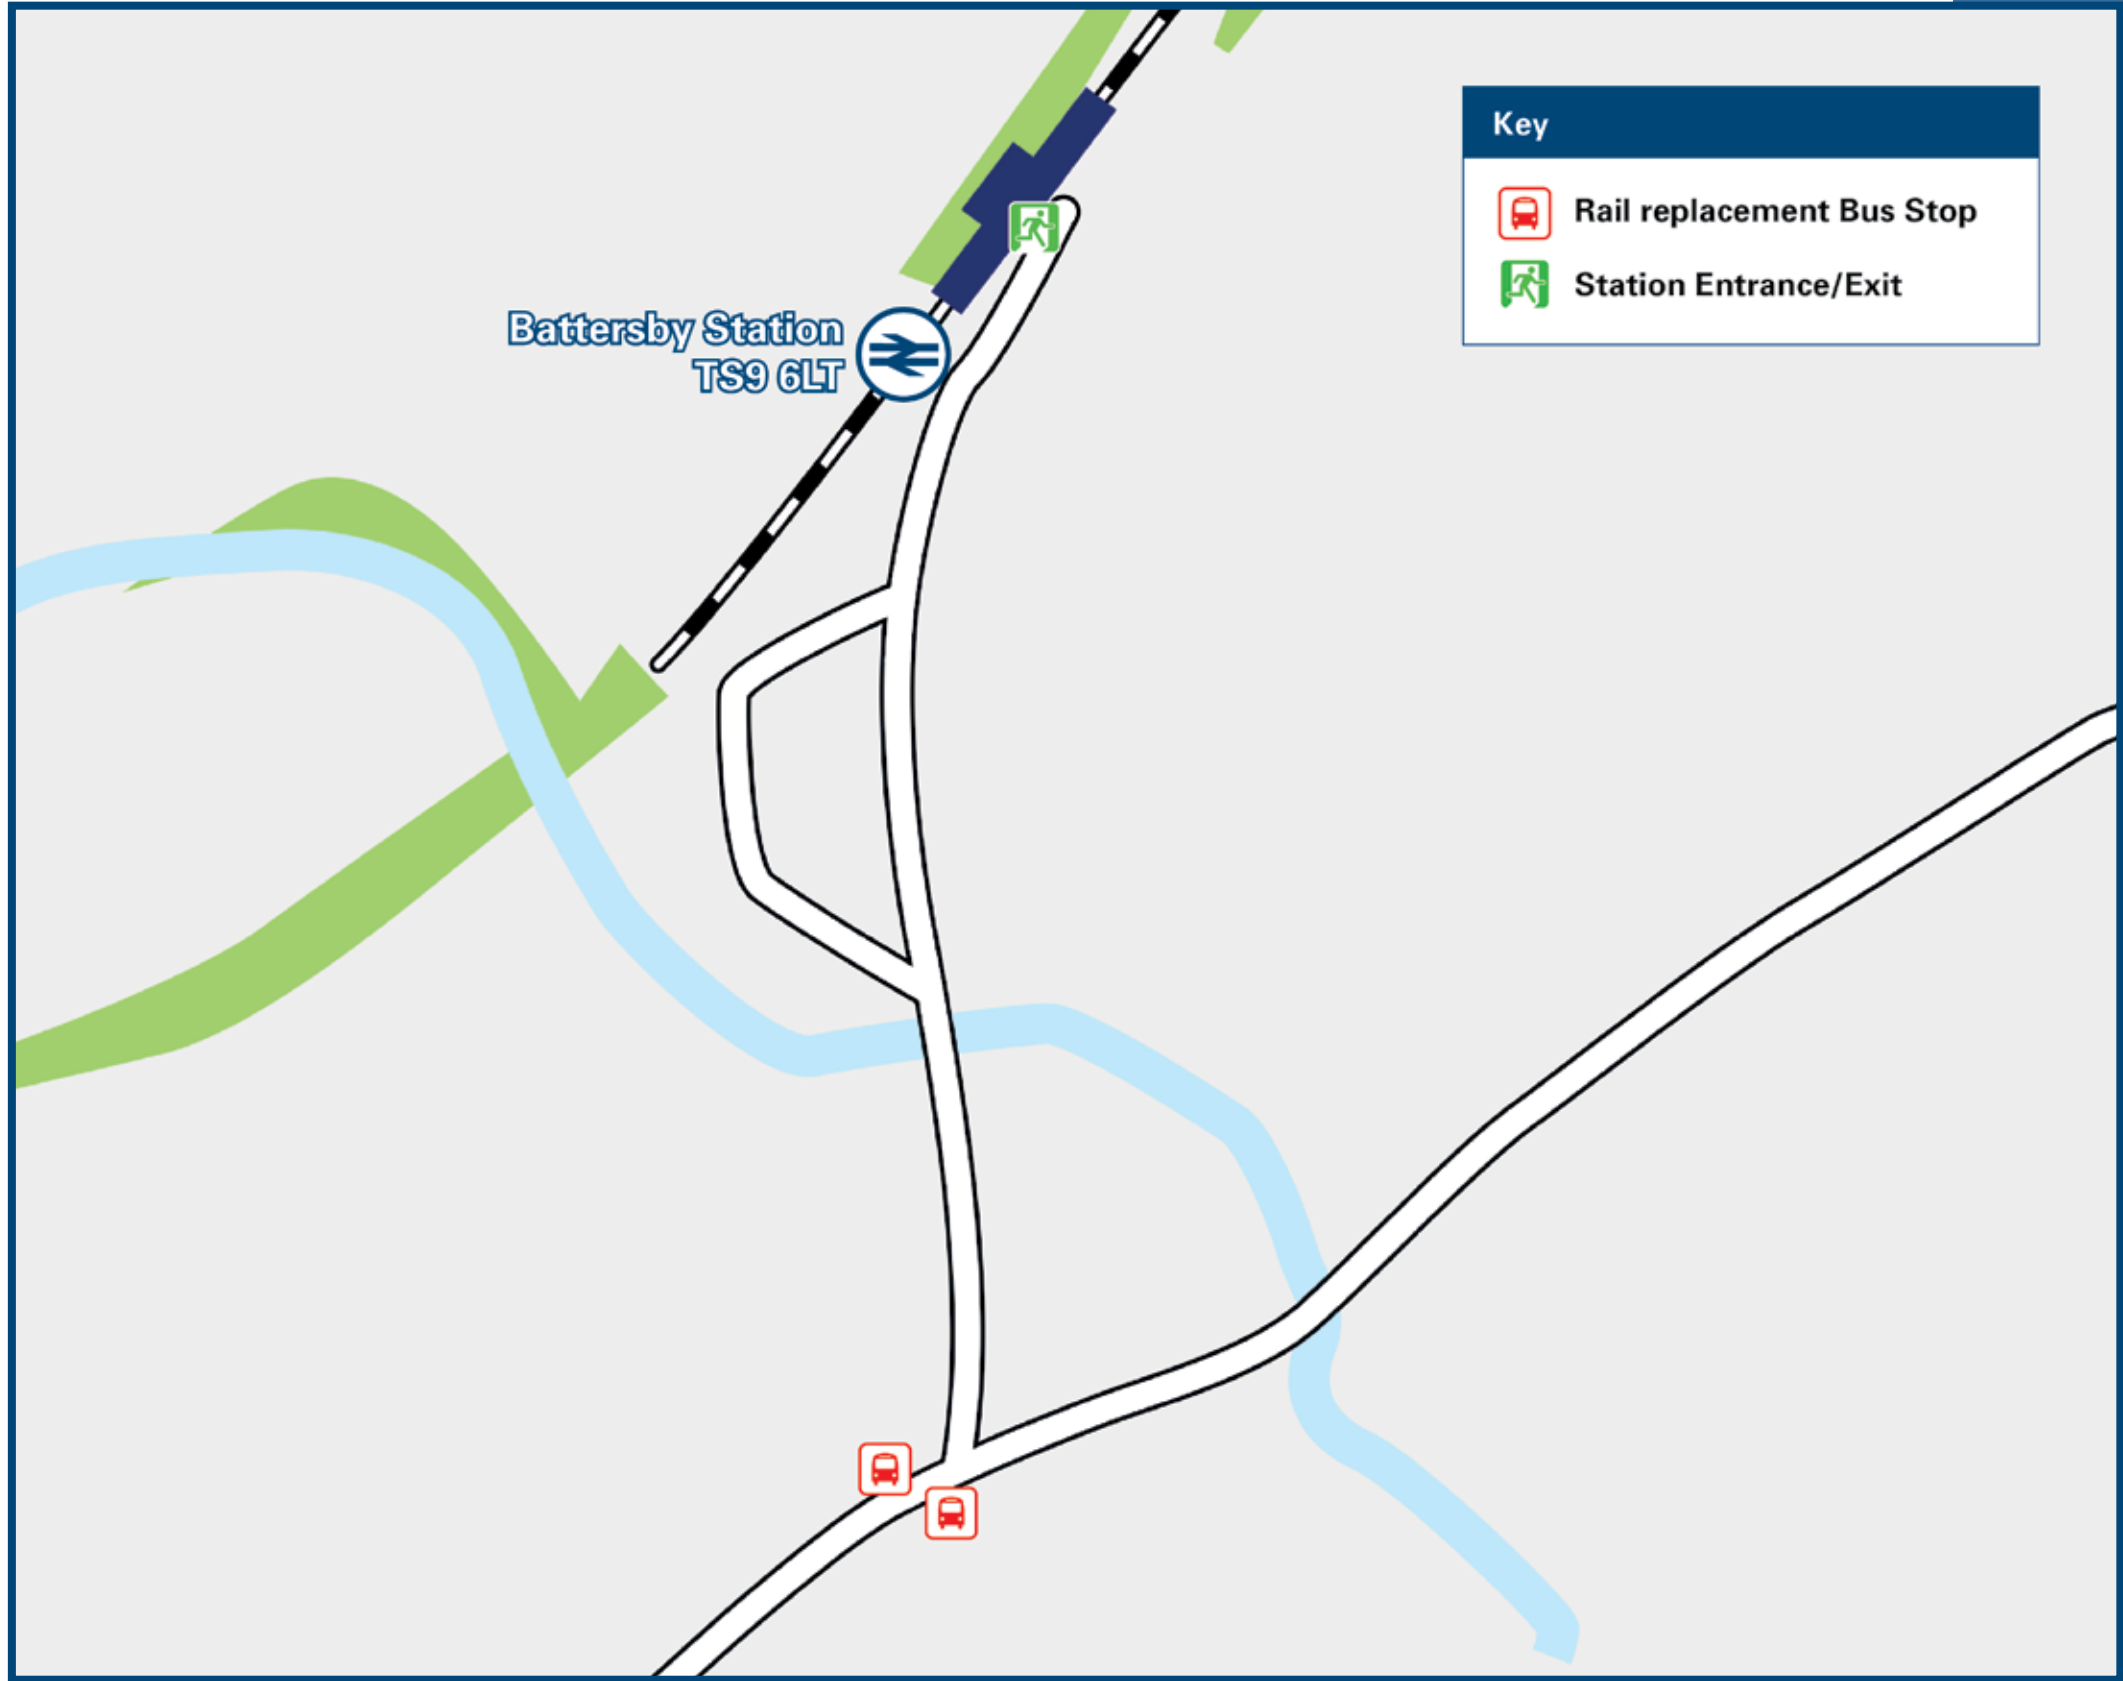 Key
Rail replacement Bus Stop
Station Entrance/Exit
Battersby Station
TS9 6LT